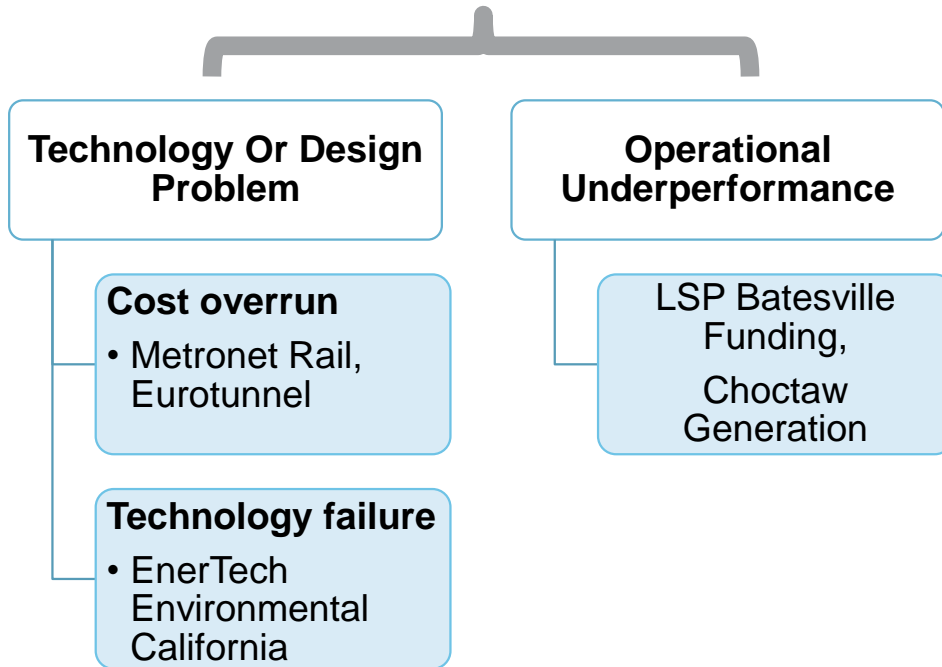 Technology Or Design
Problem
Cost overrun
• Metronet Rail,
Eurotunnel
Technology failure
• EnerTech
Environmental
California
Operational
Underperformance
LSP Batesville
Funding,
Choctaw
Generation